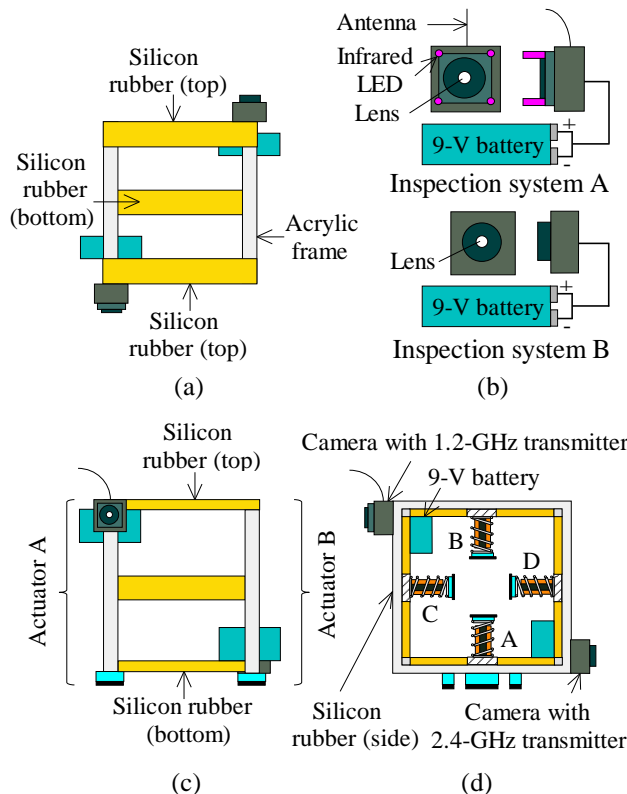 Silicon
rubber (top)
Silicon
rubber
(bottom)
Acrylic
frame
Silicon
rubber (top)
(a)
Antenna
Infrared
LED
Lens
+
9-V battery
-
Inspection system A
Lens
+
9-V battery
-
Inspection system B
(b)
Silicon
rubber (top)
Actuator A
Actuator B
Silicon rubber
(bottom)
(c)
Camera with 1.2-GHz transmitter
9-V battery
B
D
C
A
Silicon
rubber (side)
Camera with
2.4-GHz transmitter
(d)